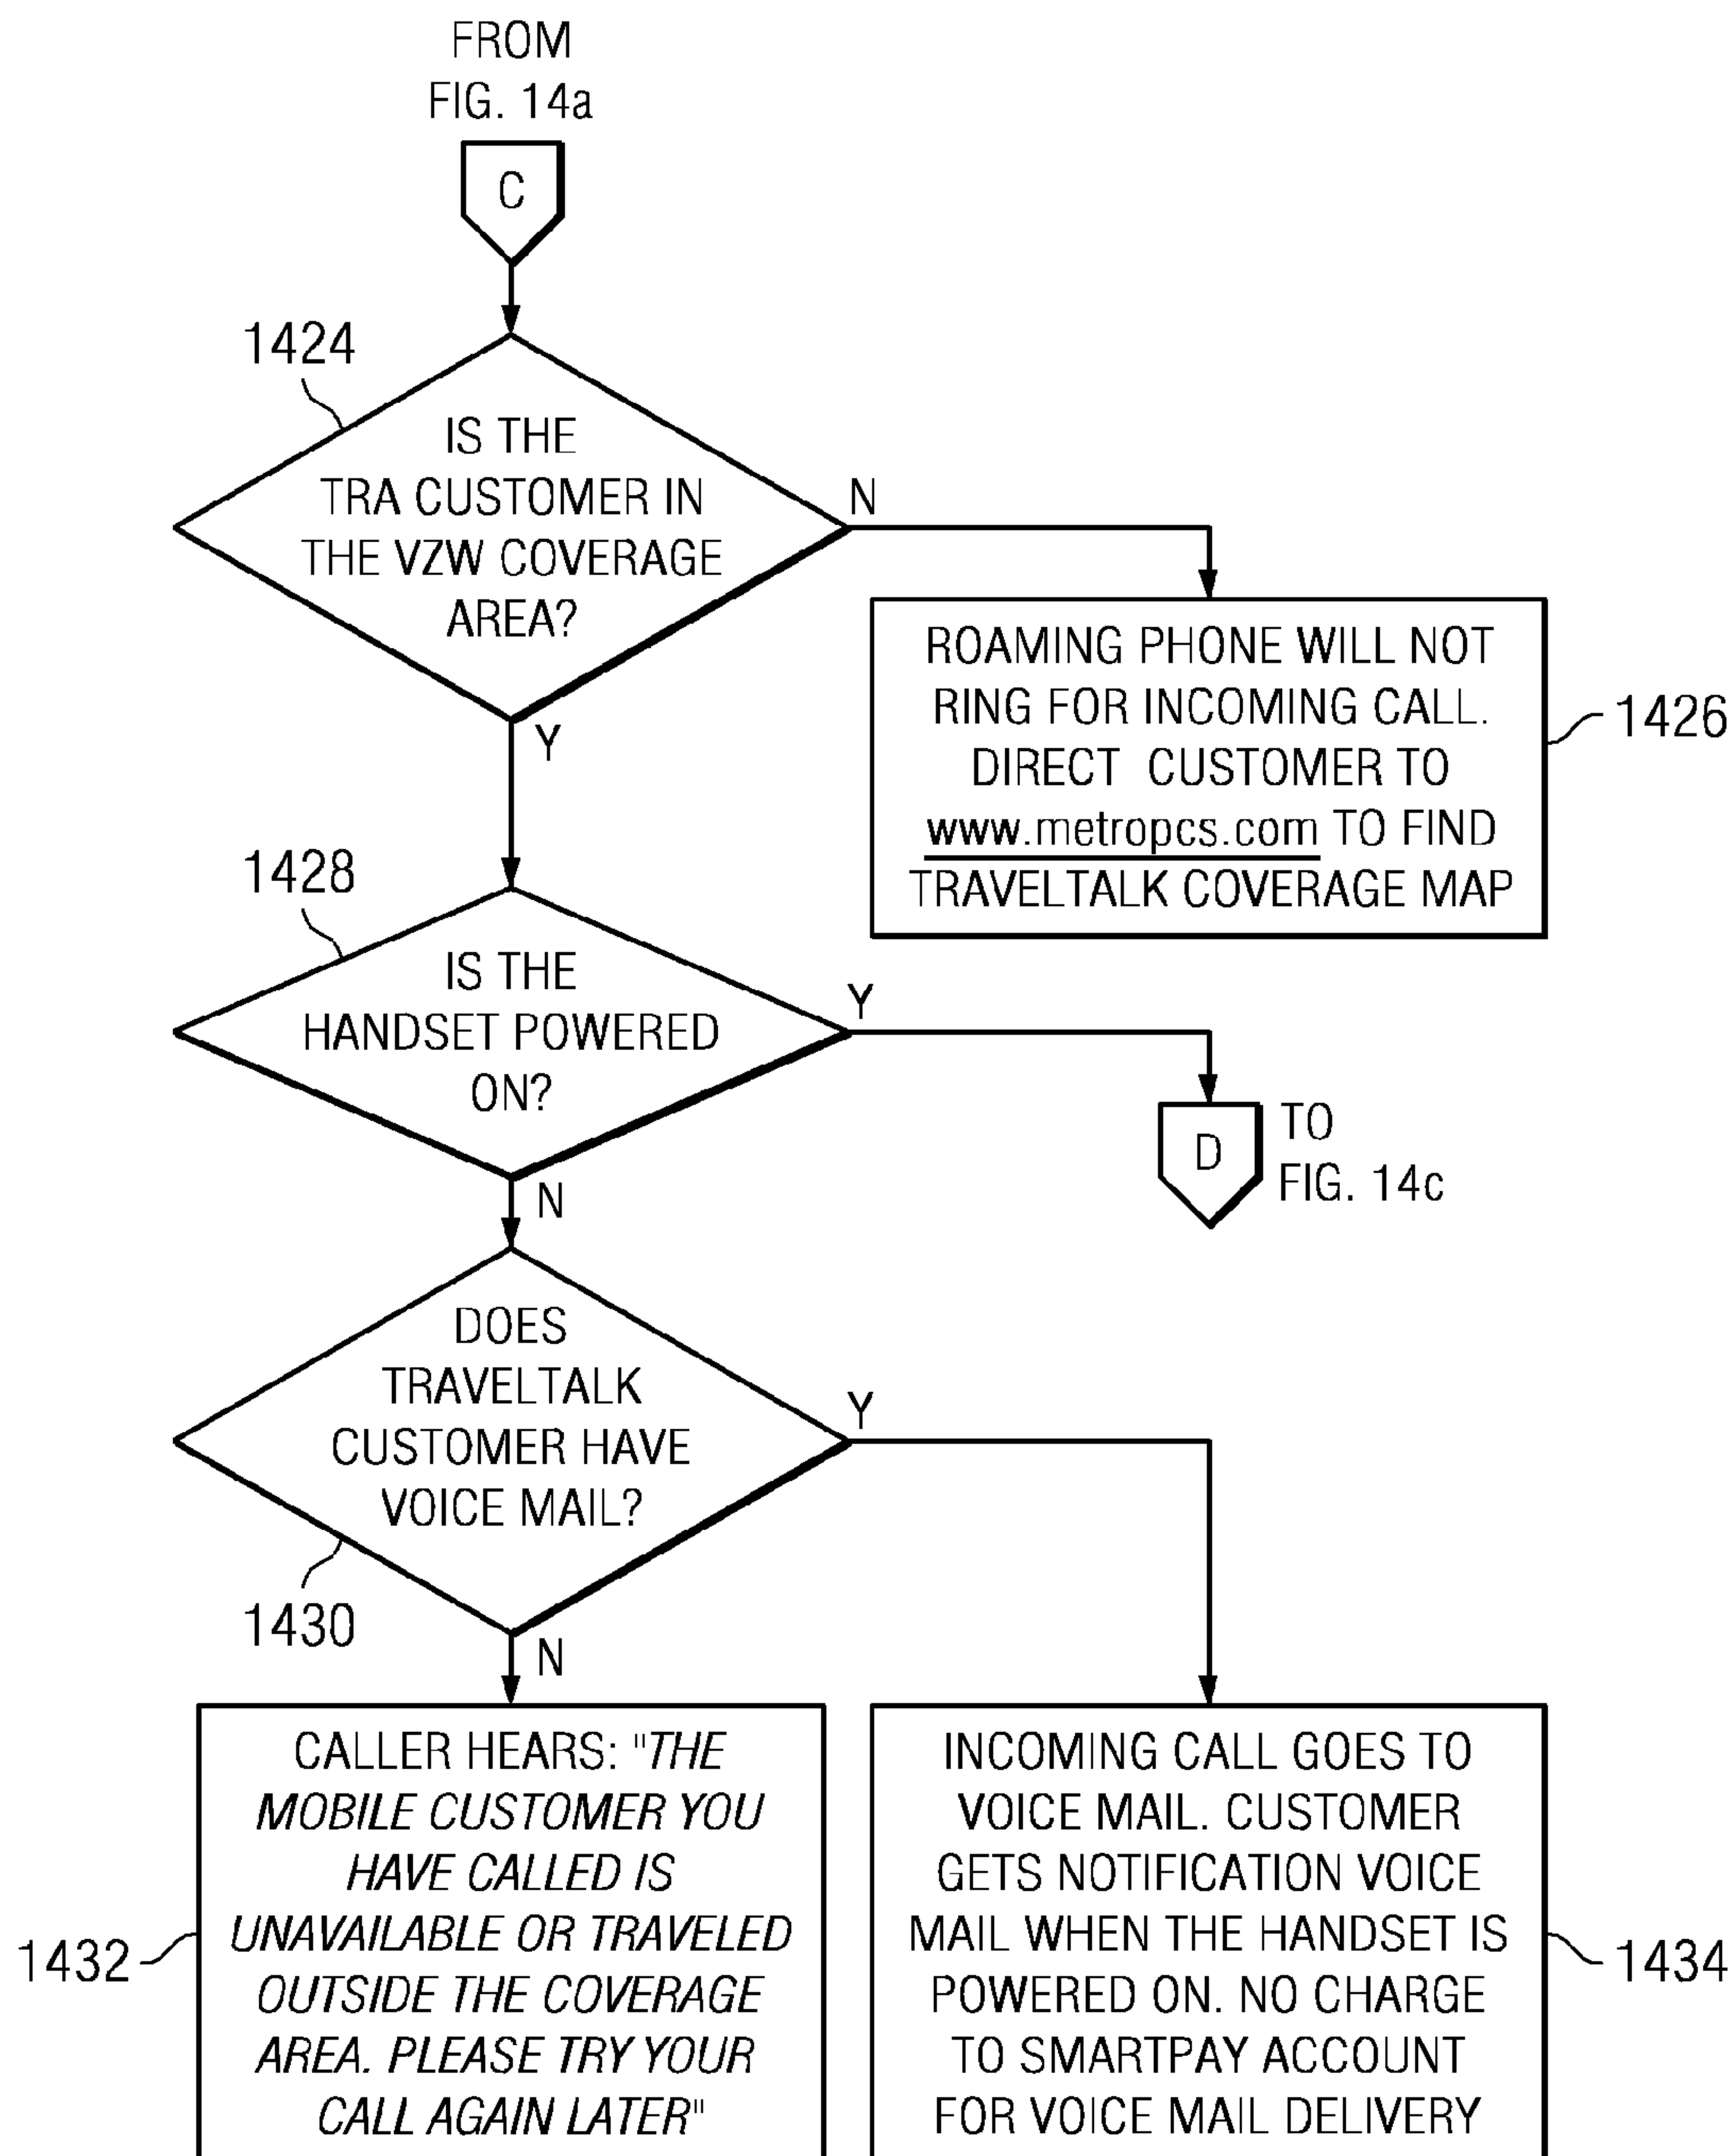 FROM
FIG. 14a
C
1424
IS THE
TRA CUSTOMER IN
THE VZW COVERAGE
AREA?
N
Y
ROAMING PHONE WILL NOT
RING FOR INCOMING CALL.
DIRECT CUSTOMER TO
www.metropcs.com TO FIND
TRAVELTALK COVERAGE MAP
1426
1428
IS THE
HANDSET POWERED
ON?
Y
N
D
TO
FIG. 14c
DOES
TRAVELTALK
CUSTOMER HAVE
VOICE MAIL?
Y
1430
N
CALLER HEARS: "THE
MOBILE CUSTOMER YOU
HAVE CALLED IS
UNAVAILABLE OR TRAVELED
OUTSIDE THE COVERAGE
AREA. PLEASE TRY YOUR
CALL AGAIN LATER"
1432
INCOMING CALL GOES TO
VOICE MAIL. CUSTOMER
GETS NOTIFICATION VOICE
MAIL WHEN THE HANDSET IS
POWERED ON. NO CHARGE
TO SMARTPAY ACCOUNT
FOR VOICE MAIL DELIVERY
1434